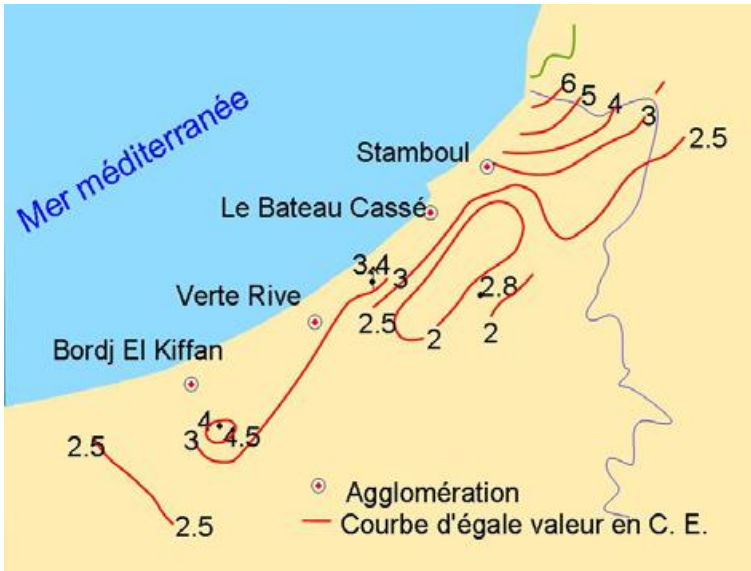 6
5
4
3
2.5
Mer méditerranée
Stamboul
Le Bateau Cassé
3.4
3
2.8
Verte Rive
2.5
2
2
Bordj El Kiffan
4
4.5
3
2.5
2.5
Agglomération
Courbe d'égale valeur en C. E.